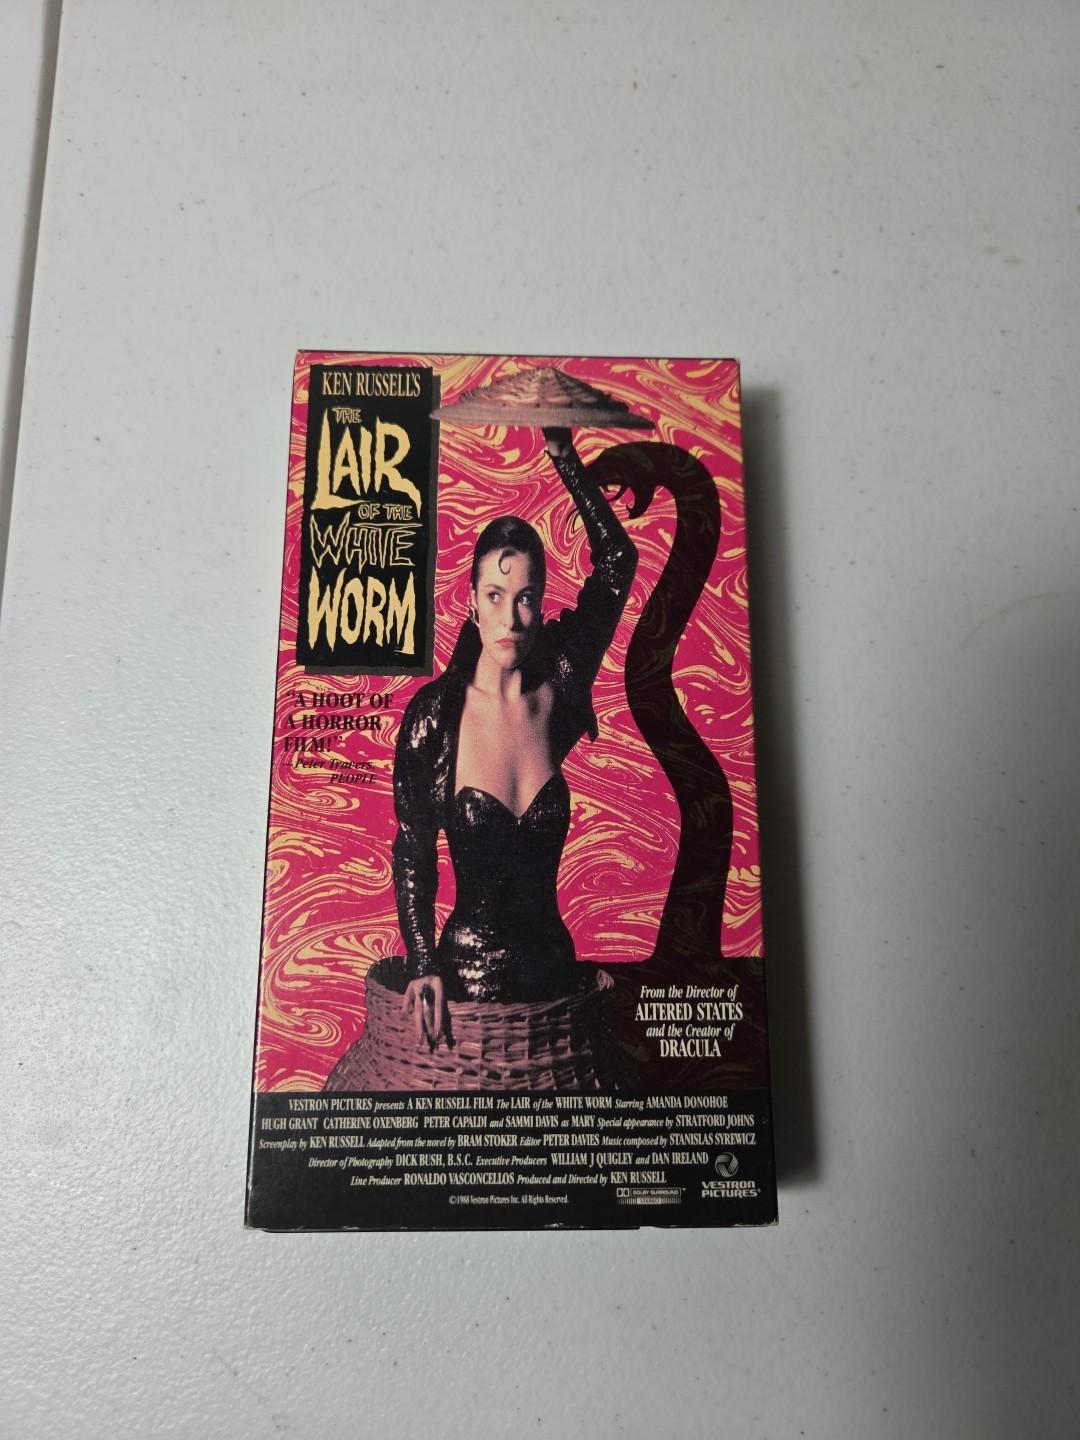 KEN RUSSELL'S
THE
LAIR
OF THE
WHITE
WORM
"A HOOT OF
A HORROR
FILM!"
—Peter Travers,
PEOPLE
From the Director of
ALTERED STATES
and the Creator of
DRACULA
VESTRON PICTURES presents A KEN RUSSELL FILM The LAIR of the WHITE WORM Starring AMANDA DONOHOE
HUGH GRANT CATHERINE OXENBERG PETER CAPALDI and SAMMI DAVIS as MARY Special appearance by STRATFORD JOHNS
Screenplay by KEN RUSSELL Adapted from the novel by BRAM STOKER Editor PETER DAVIES Music composed by STANISLAS SYREWICZ
Director of Photography DICK BUSH, B.S.C. Executive Producers WILLIAM J QUIGLEY and DAN IRELAND
Line Producer RONALDO VASCONCELLOS Produced and Directed by KEN RUSSELL
©1988 Vestron Pictures Inc. All Rights Reserved.
DOLBY SURROUND
STEREO
VESTRON
PICTURES